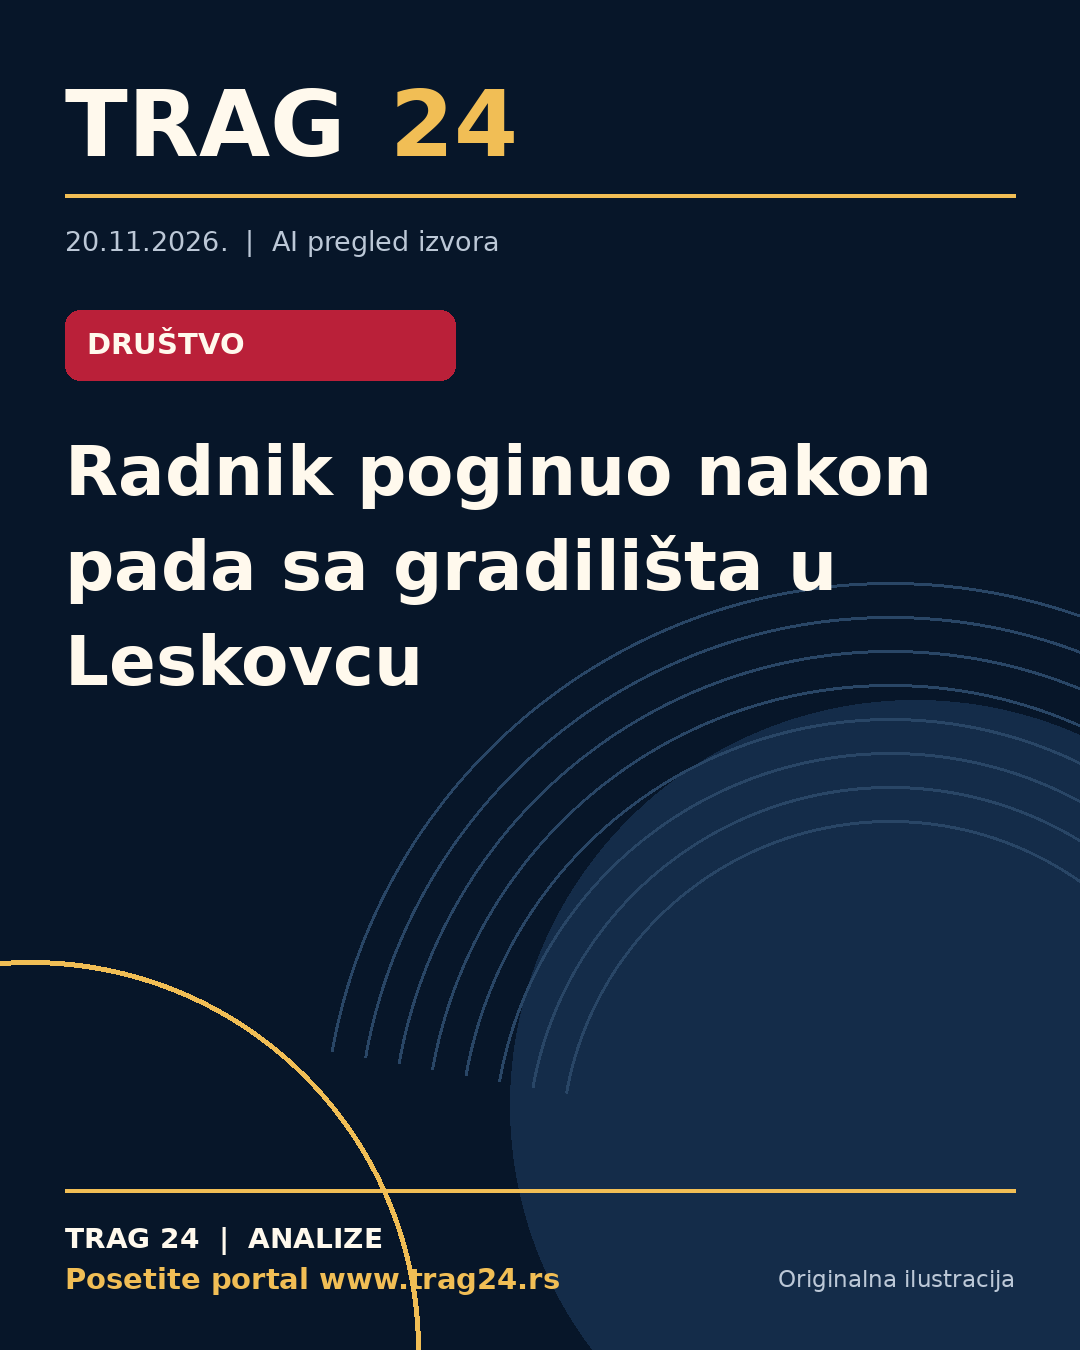 TRAG 24
20.11.2026. | AI pregled izvora
DRUŠTVO
Radnik poginuo nakon
pada sa gradilišta u
Leskovcu
TRAG 24 | ANALIZE
Posetite portal www.trag24.rs
Originalna ilustracija